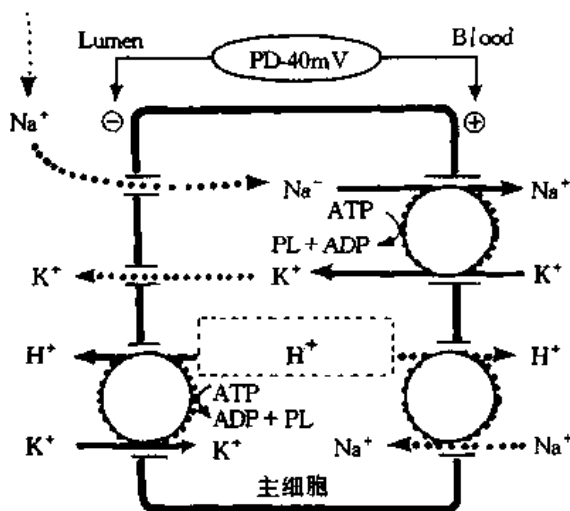 Lumen
PD-40mV
Blood
Na⁺
⊖
⊕
Na⁻
Na⁺
ATP
PL + ADP
K⁺
K⁺
K⁺
H⁺
H⁺
H⁺
ATP
ADP + PL
K⁺
K⁺
Na⁺
Na⁺
主细胞